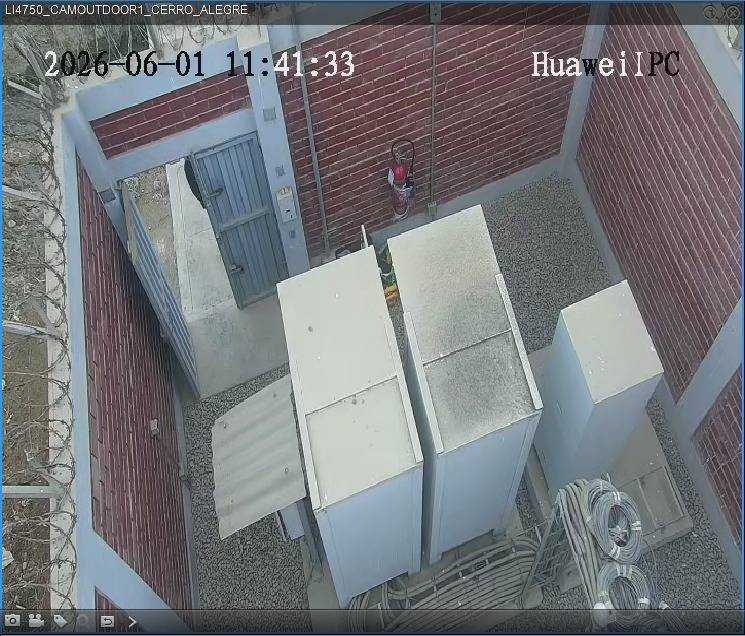 LI4750_CAMOUTDOOR1_CERRO_ALEGRE
2026-06-01 11:41:33
HuaweiIPC